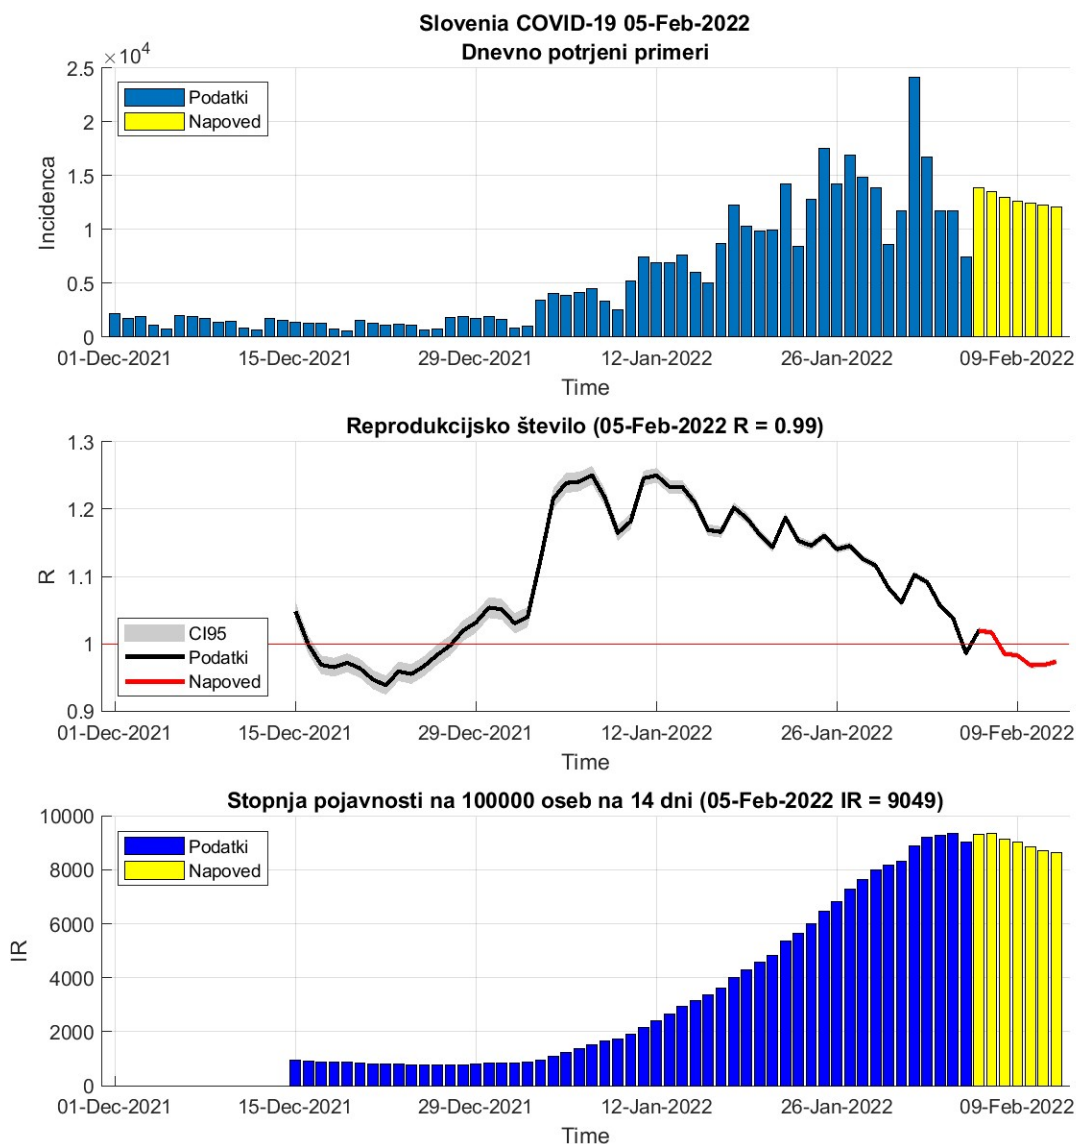 Slovenia COVID-19 05-Feb-2022
Dnevno potrjeni primeri
×10⁴
2.5
2
1.5
1
0.5
0
Incidenca
Podatki
Napoved
01-Dec-2021 15-Dec-2021 29-Dec-2021 12-Jan-2022 26-Jan-2022 09-Feb-2022
Time
Reprodukcijsko število (05-Feb-2022 R = 0.99)
1.3
1.2
1.1
1
0.9
R
CI95
Podatki
Napoved
01-Dec-2021 15-Dec-2021 29-Dec-2021 12-Jan-2022 26-Jan-2022 09-Feb-2022
Time
Stopnja pojavnosti na 100000 oseb na 14 dni (05-Feb-2022 IR = 9049)
10000
8000
6000
4000
2000
0
IR
Podatki
Napoved
01-Dec-2021 15-Dec-2021 29-Dec-2021 12-Jan-2022 26-Jan-2022 09-Feb-2022
Time